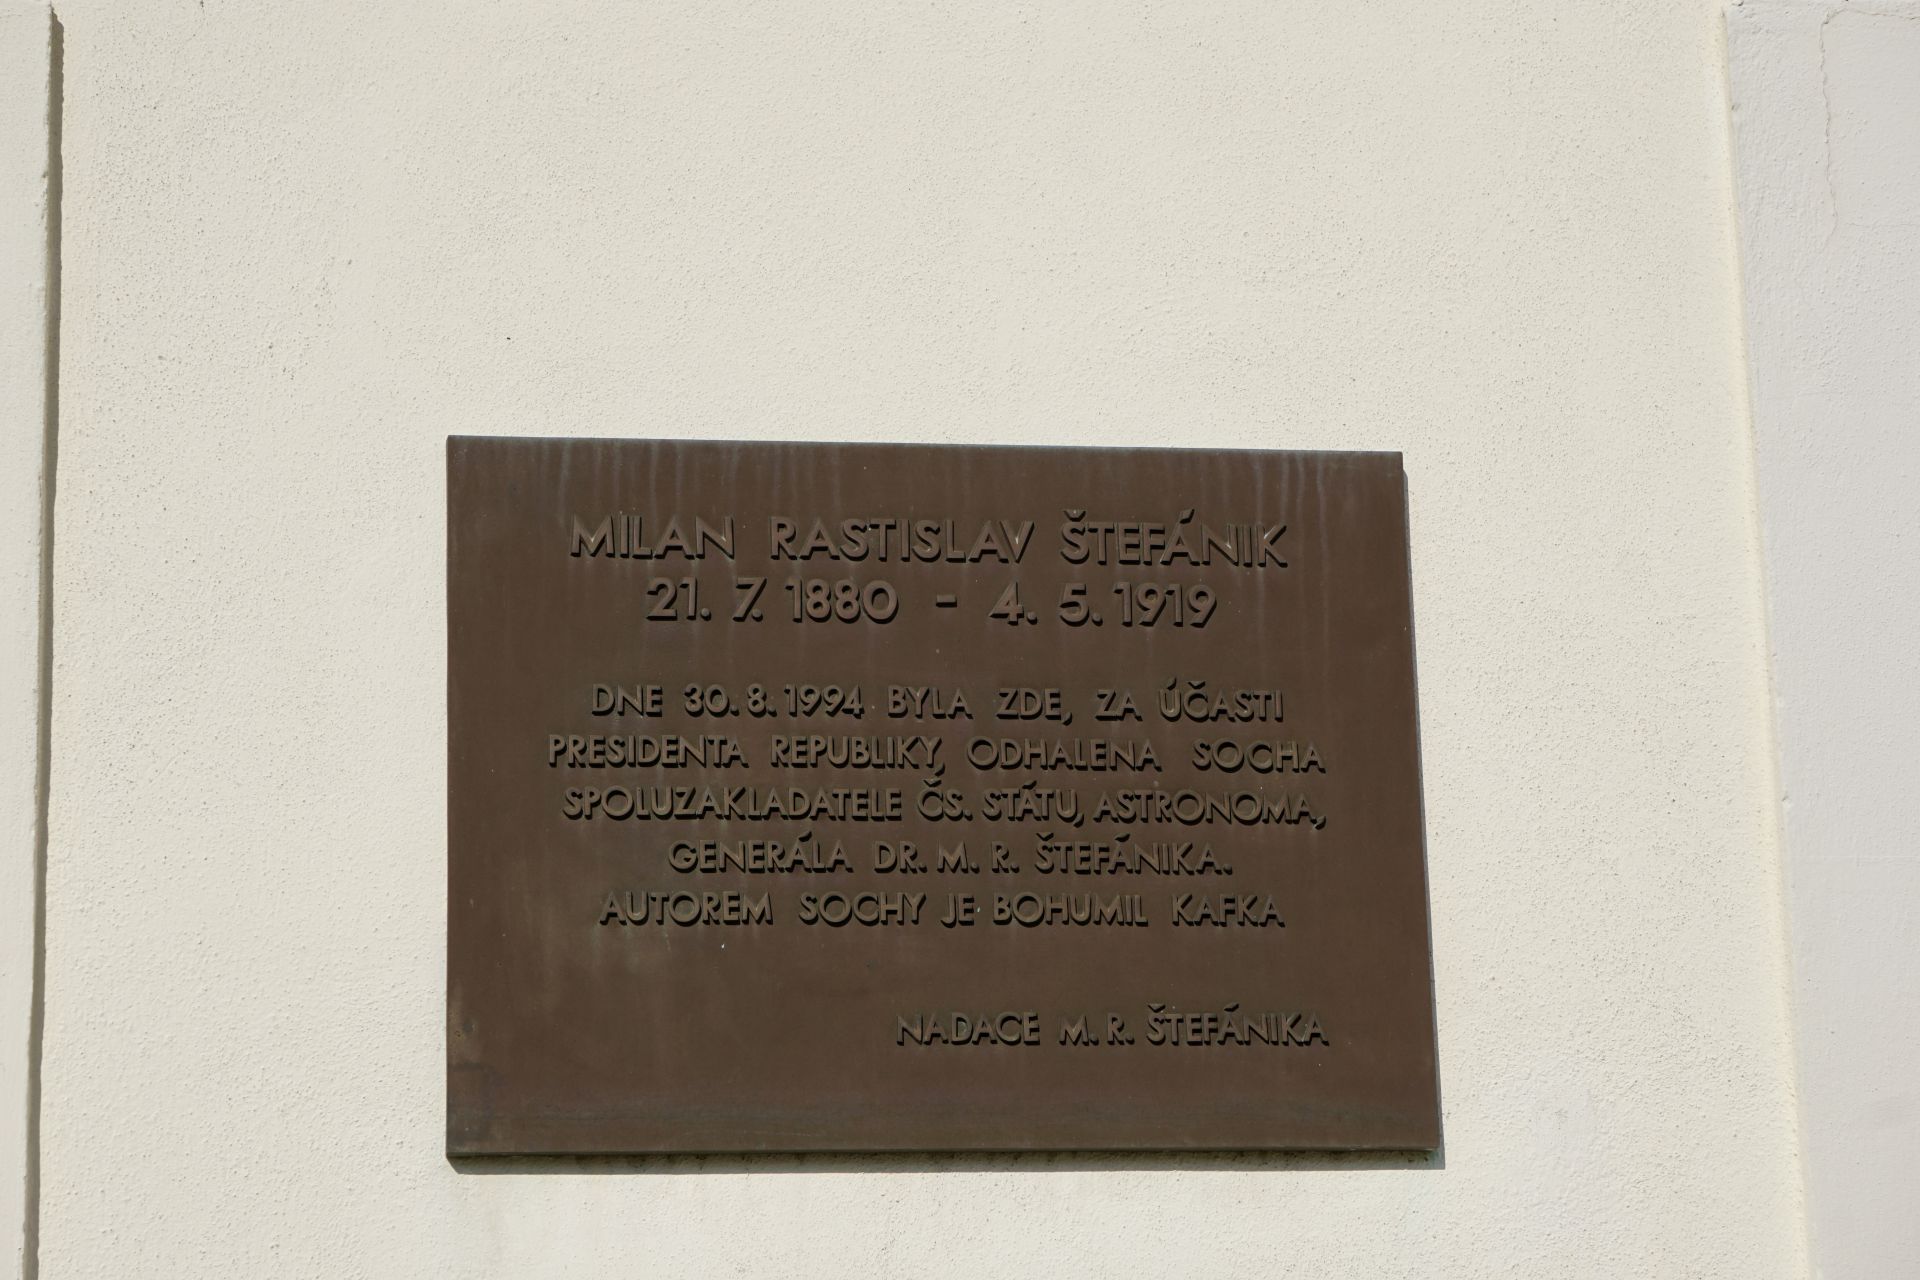 MILAN RASTISLAV ŠTEFÁNIK
21. 7. 1880 - 4. 5. 1919
DNE 30. 8. 1994 BYLA ZDE, ZA ÚČASTI
PRESIDENTA REPUBLIKY, ODHALENA SOCHA
SPOLUZAKLADATELE ČS. STÁTU, ASTRONOMA,
GENERÁLA DR. M. R. ŠTEFÁNIKA.
AUTOREM SOCHY JE BOHUMIL KAFKA
NADACE M. R. ŠTEFÁNIKA